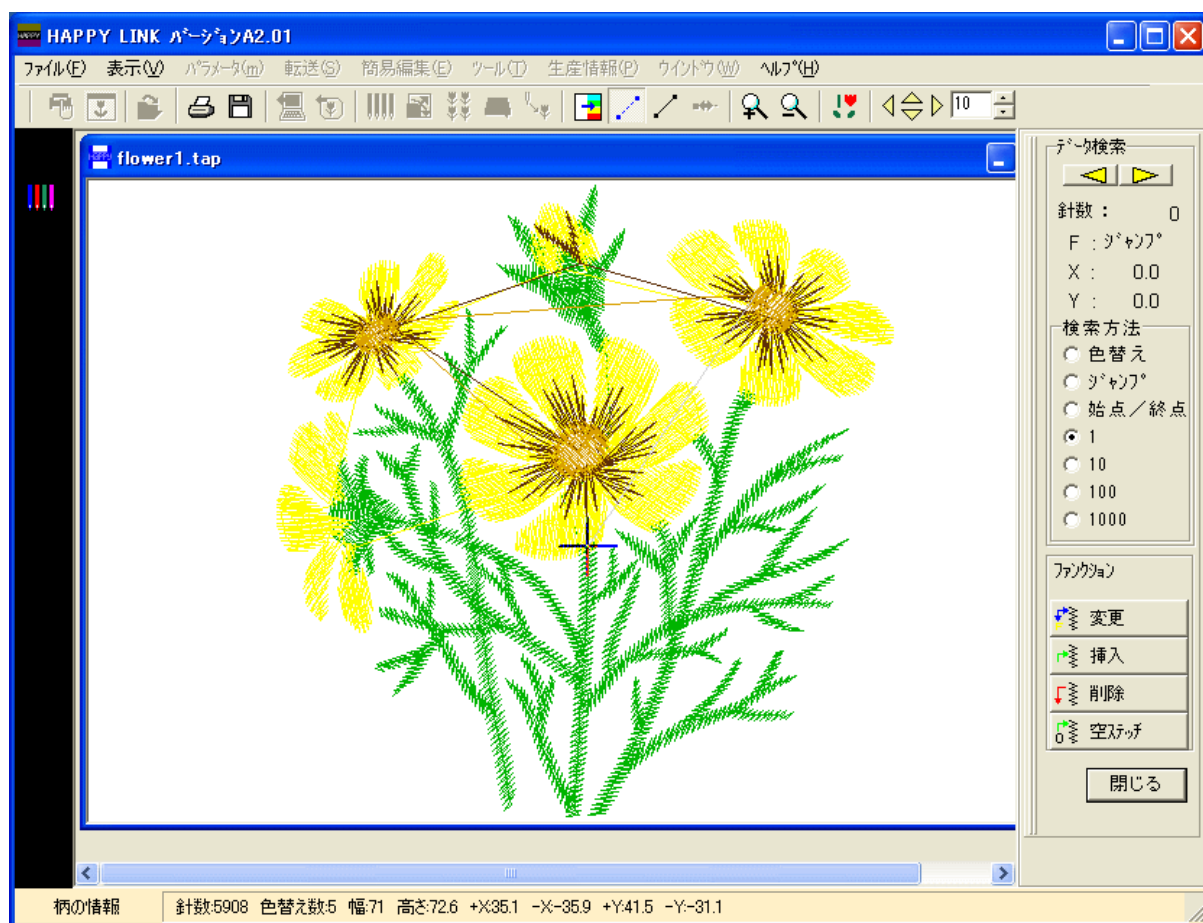 HAPPY LINK ﾊﾞｰｼﾞｮﾝA2.01
ﾌｧｲﾙ(F) 表示(V) ﾊﾟﾗﾒｰﾀ(m) 転送(S) 簡易編集(E) ﾂｰﾙ(T) 生産情報(P) ｳｲﾝﾄﾞｳ(W) ﾍﾙﾌﾟ(H)
10
flower1.tap
ﾃﾞｰﾀ検索
針数： 0
F : ｼﾞｬﾝﾌﾟ
X : 0.0
Y : 0.0
検索方法
色替え
ｼﾞｬﾝﾌﾟ
始点／終点
1
10
100
1000
ﾌｧﾝｸｼｮﾝ
変更
挿入
削除
空ｽﾃｯﾁ
閉じる
柄の情報 針数:5908 色替え数:5 幅:71 高さ:72.6 +X:35.1 -X:-35.9 +Y:41.5 -Y:-31.1